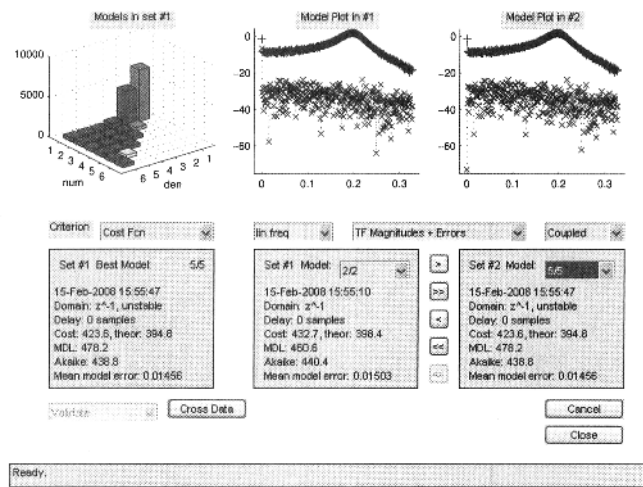 Models in set #1
Model Plot in #1
Model Plot in #2
10000
5000
0
1 2 3 4 5 6
num
6 5 4 3 2 1
den
0
-20
-40
-60
0 0.1 0.2 0.3
0
-20
-40
-60
0 0.1 0.2 0.3
Criterion Cost Fcn
lin freq
TF Magnitudes + Errors
Coupled
Set #1 Best Model: 5/5
15-Feb-2008 15:55:47
Domain: z^-1, unstable
Delay: 0 samples
Cost: 423.6, theor: 394.8
MDL: 478.2
Akaike: 438.8
Mean model error: 0.01456
Set #1 Model: 2/2
15-Feb-2008 15:55:10
Domain: z^-1
Delay: 0 samples
Cost: 432.7, theor: 398.4
MDL: 460.6
Akaike: 440.4
Mean model error: 0.01503
>
>>
<
<<
Set #2 Model: 5/5
15-Feb-2008 15:55:47
Domain: z^-1, unstable
Delay: 0 samples
Cost: 423.6, theor: 394.8
MDL: 478.2
Akaike: 438.8
Mean model error: 0.01456
Validate
Cross Data
Cancel
Close
Ready.